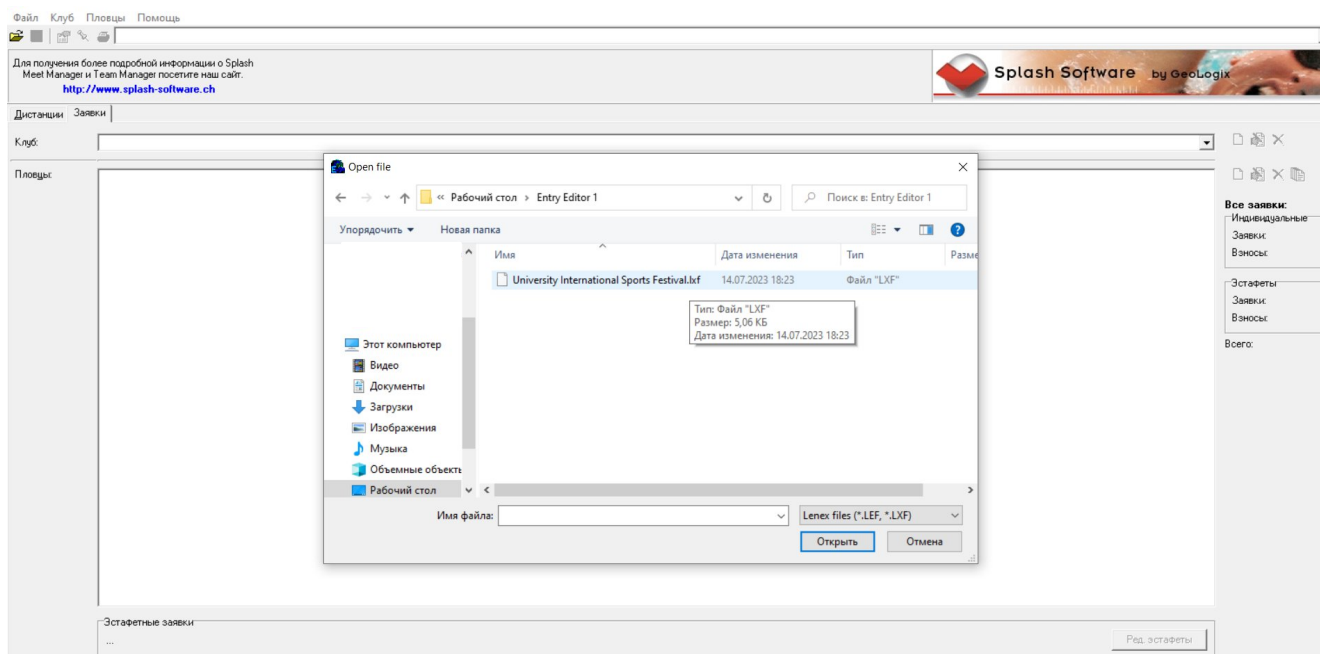 Файл Клуб Пловцы Помощь
Для получения более подробной информации о Splash
Meet Manager и Team Manager посетите наш сайт.
http://www.splash-software.ch
Splash Software by GeoLogix
Дистанции Заявки
Клуб:
Пловцы:
Open file
« Рабочий стол > Entry Editor 1
Поиск в: Entry Editor 1
Упорядочить Новая папка
Имя Дата изменения Тип Разме
University International Sports Festival.lxf 14.07.2023 18:23 Файл "LXF"
Тип: Файл "LXF"
Размер: 5,06 КБ
Дата изменения: 14.07.2023 18:23
Этот компьютер
Видео
Документы
Загрузки
Изображения
Музыка
Объемные объекть
Рабочий стол
Имя файла:
Lenex files (*.LEF, *.LXF)
Открыть Отмена
Все заявки:
Индивидуальные
Заявки:
Взносы:
Эстафеты
Заявки:
Взносы:
Всего:
Эстафетные заявки
...
Ред. эстафеты